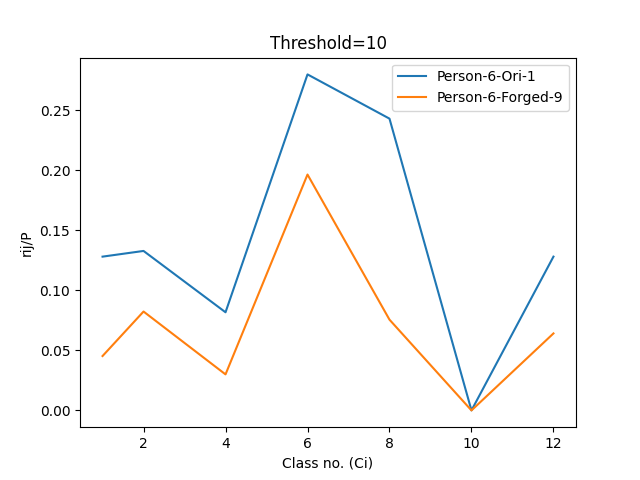 Threshold=10
Person-6-Ori-1
Person-6-Forged-9
rij/P
0.25
0.20
0.15
0.10
0.05
0.00
2 4 6 8 10 12
Class no. (Ci)